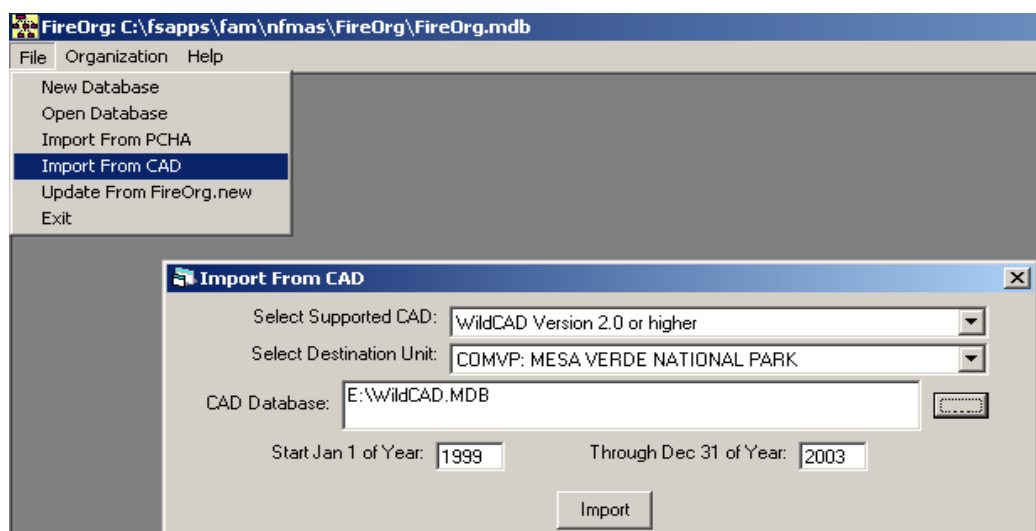 FireOrg: C:\fsapps\fam\nfmas\FireOrg\FireOrg.mdb
File Organization Help
New Database
Open Database
Import From PCHA
Import From CAD
Update From FireOrg.new
Exit
Import From CAD
Select Supported CAD: WildCAD Version 2.0 or higher
Select Destination Unit: COMVP: MESA VERDE NATIONAL PARK
CAD Database: E:\WildCAD.MDB
Start Jan 1 of Year: 1999 Through Dec 31 of Year: 2003
Import